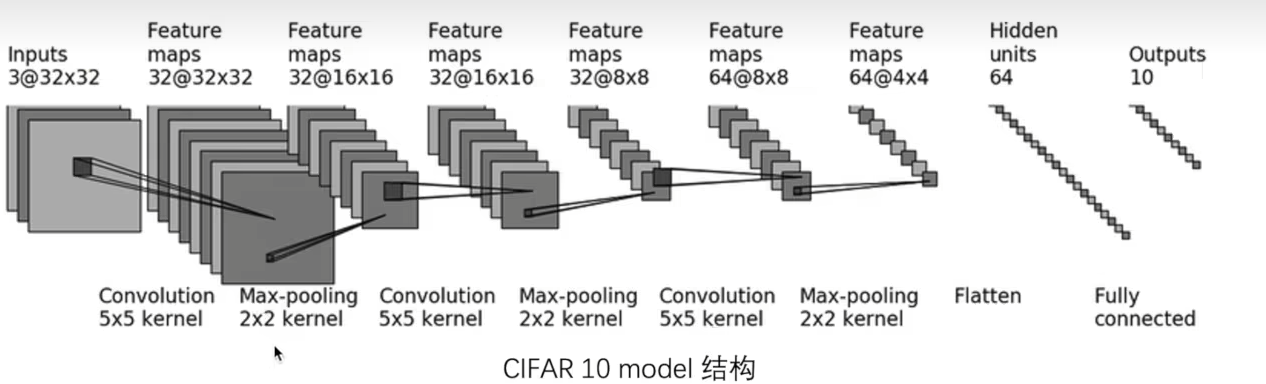 Inputs
3@32x32
Feature
maps
32@32x32
Feature
maps
32@16x16
Feature
maps
32@16x16
Feature
maps
32@8x8
Feature
maps
64@8x8
Feature
maps
64@4x4
Hidden
units
64
Outputs
10
Convolution
5x5 kernel
Max-pooling
2x2 kernel
Convolution
5x5 kernel
Max-pooling
2x2 kernel
Convolution
5x5 kernel
Max-pooling
2x2 kernel
Flatten
Fully
connected
CIFAR 10 model 结构